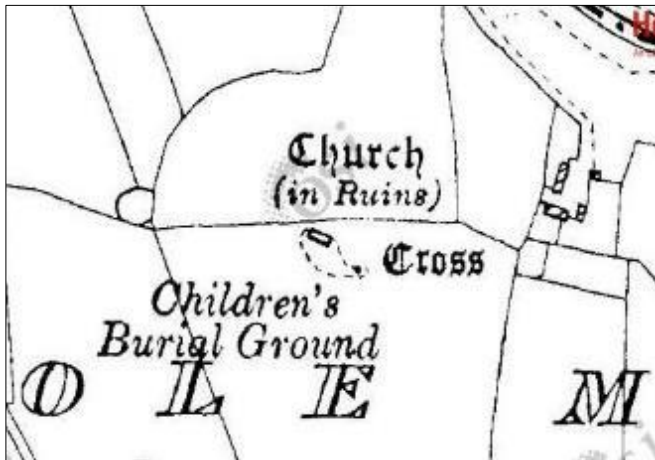 Church
(in Ruins)
Cross
Children's
Burial Ground
O L E M